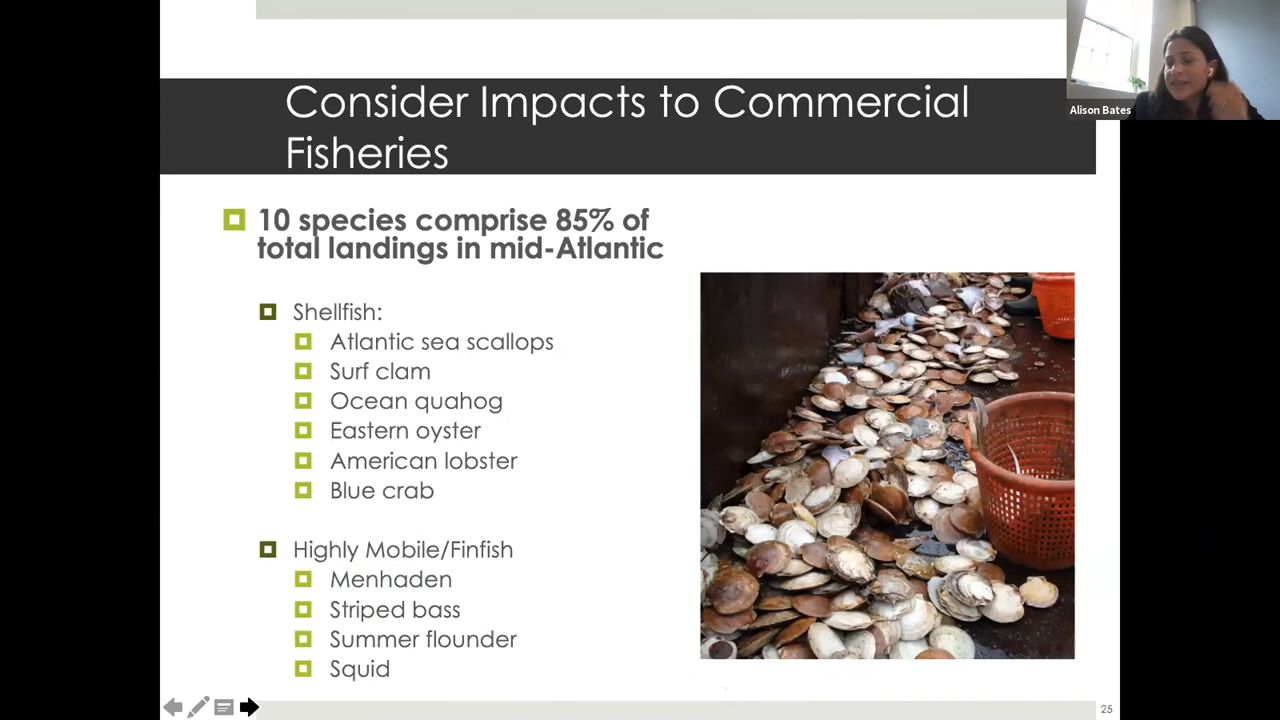 Consider Impacts to Commercial
Fisheries
Alison Bates
10 species comprise 85% of
total landings in mid-Atlantic
Shellfish:
Atlantic sea scallops
Surf clam
Ocean quahog
Eastern oyster
American lobster
Blue crab
Highly Mobile/Finfish
Menhaden
Striped bass
Summer flounder
Squid
25